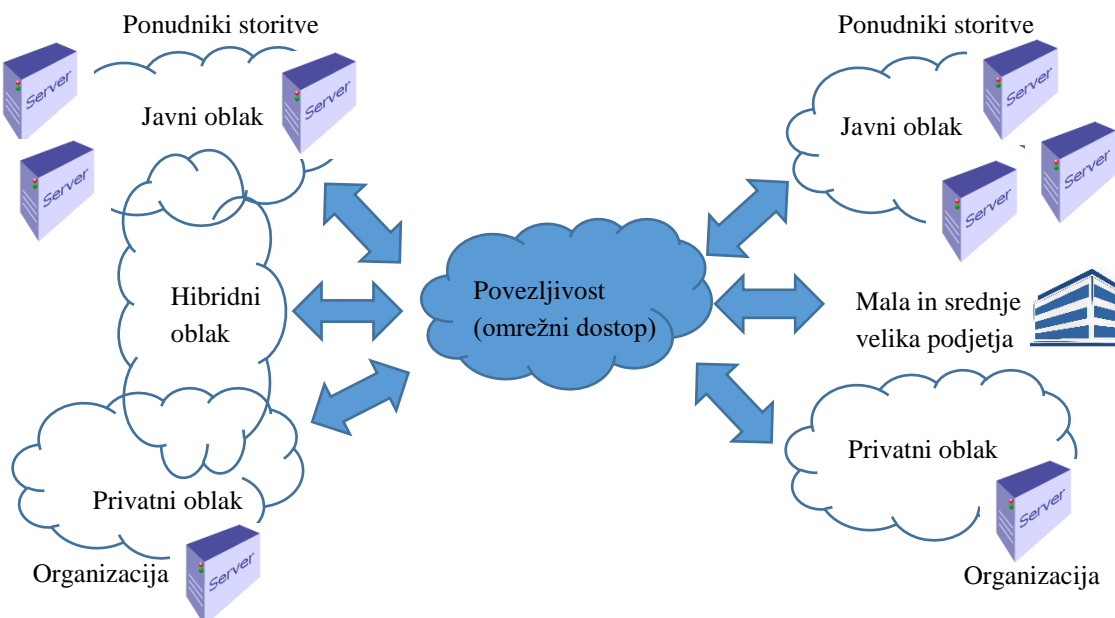 Ponudniki storitve
Server
Server
Javni oblak
Server
Hibridni
oblak
Privatni oblak
Server
Organizacija
Povezljivost
(omrežni dostop)
Ponudniki storitve
Server
Javni oblak
Server
Server
Mala in srednje
velika podjetja
Privatni oblak
Server
Organizacija